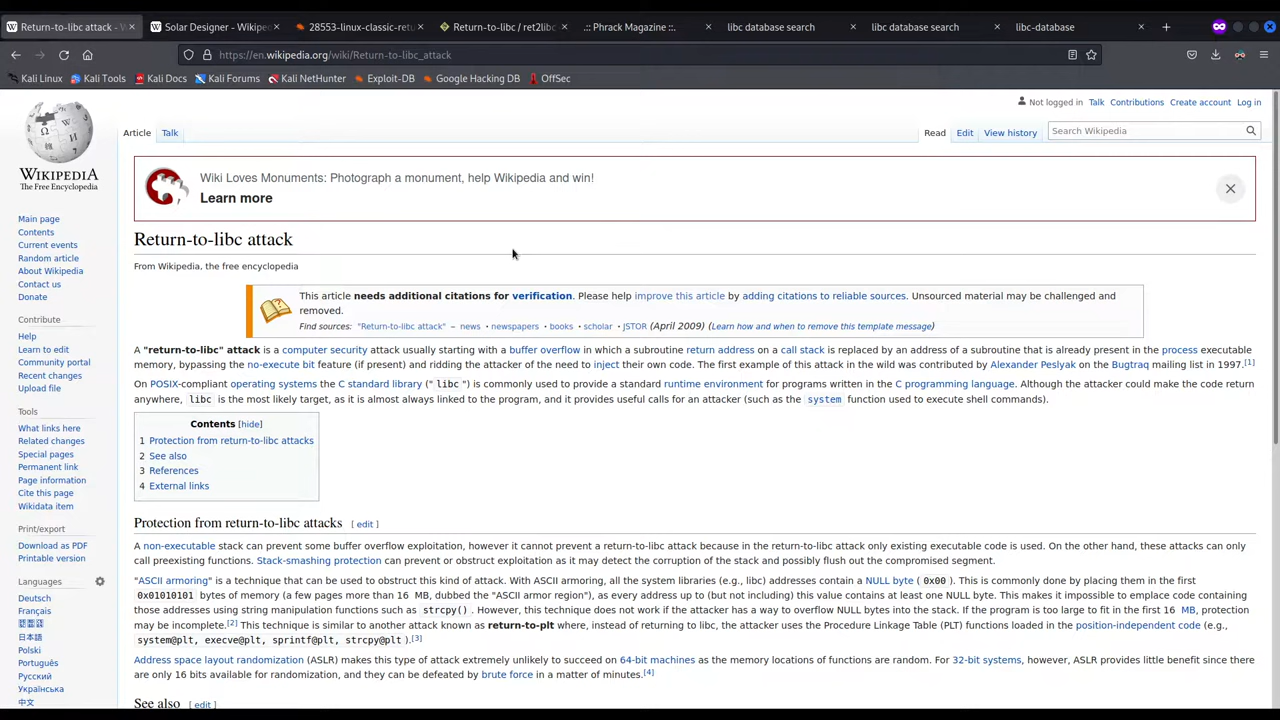 Return-to-libc attack - W
Solar Designer - Wikipe
28553-linux-classic-retu
Return-to-libc / ret2libc
.:: Phrack Magazine ::.
libc database search
libc database search
libc-database
https://en.wikipedia.org/wiki/Return-to-libc_attack
Kali Linux
Kali Tools
Kali Docs
Kali Forums
Kali NetHunter
Exploit-DB
Google Hacking DB
OffSec
Not logged in Talk Contributions Create account Log in
Article Talk
Read Edit View history
Search Wikipedia
WIKIPEDIA
The Free Encyclopedia
Main page
Contents
Current events
Random article
About Wikipedia
Contact us
Donate
Contribute
Help
Learn to edit
Community portal
Recent changes
Upload file
Tools
What links here
Related changes
Special pages
Permanent link
Page information
Cite this page
Wikidata item
Print/export
Download as PDF
Printable version
Languages
Deutsch
Français
日本語
Polski
Português
Русский
Українська
中文
Wiki Loves Monuments: Photograph a monument, help Wikipedia and win!
Learn more
Return-to-libc attack
From Wikipedia, the free encyclopedia
This article needs additional citations for verification. Please help improve this article by adding citations to reliable sources. Unsourced material may be challenged and
removed.
Find sources: "Return-to-libc attack" – news · newspapers · books · scholar · JSTOR (April 2009) (Learn how and when to remove this template message)
A "return-to-libc" attack is a computer security attack usually starting with a buffer overflow in which a subroutine return address on a call stack is replaced by an address of a subroutine that is already present in the process executable
memory, bypassing the no-execute bit feature (if present) and ridding the attacker of the need to inject their own code. The first example of this attack in the wild was contributed by Alexander Peslyak on the Bugtraq mailing list in 1997.[1]
On POSIX-compliant operating systems the C standard library ("libc") is commonly used to provide a standard runtime environment for programs written in the C programming language. Although the attacker could make the code return
anywhere, libc is the most likely target, as it is almost always linked to the program, and it provides useful calls for an attacker (such as the system function used to execute shell commands).
Contents [hide]
1 Protection from return-to-libc attacks
2 See also
3 References
4 External links
Protection from return-to-libc attacks [ edit ]
A non-executable stack can prevent some buffer overflow exploitation, however it cannot prevent a return-to-libc attack because in the return-to-libc attack only existing executable code is used. On the other hand, these attacks can only
call preexisting functions. Stack-smashing protection can prevent or obstruct exploitation as it may detect the corruption of the stack and possibly flush out the compromised segment.
"ASCII armoring" is a technique that can be used to obstruct this kind of attack. With ASCII armoring, all the system libraries (e.g., libc) addresses contain a NULL byte (0x00). This is commonly done by placing them in the first
0x01010101 bytes of memory (a few pages more than 16 MB, dubbed the "ASCII armor region"), as every address up to (but not including) this value contains at least one NULL byte. This makes it impossible to emplace code containing
those addresses using string manipulation functions such as strcpy(). However, this technique does not work if the attacker has a way to overflow NULL bytes into the stack. If the program is too large to fit in the first 16 MB, protection
may be incomplete.[2] This technique is similar to another attack known as return-to-plt where, instead of returning to libc, the attacker uses the Procedure Linkage Table (PLT) functions loaded in the position-independent code (e.g.,
system@plt, execve@plt, sprintf@plt, strcpy@plt).[3]
Address space layout randomization (ASLR) makes this type of attack extremely unlikely to succeed on 64-bit machines as the memory locations of functions are random. For 32-bit systems, however, ASLR provides little benefit since there
are only 16 bits available for randomization, and they can be defeated by brute force in a matter of minutes.[4]
See also [ edit ]